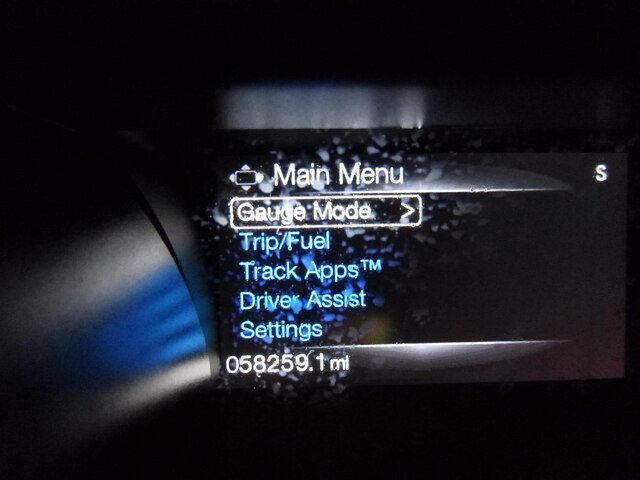 Main Menu S
Gauge Mode >
Trip/Fuel
Track Apps™
Driver Assist
Settings
058259.1 mi